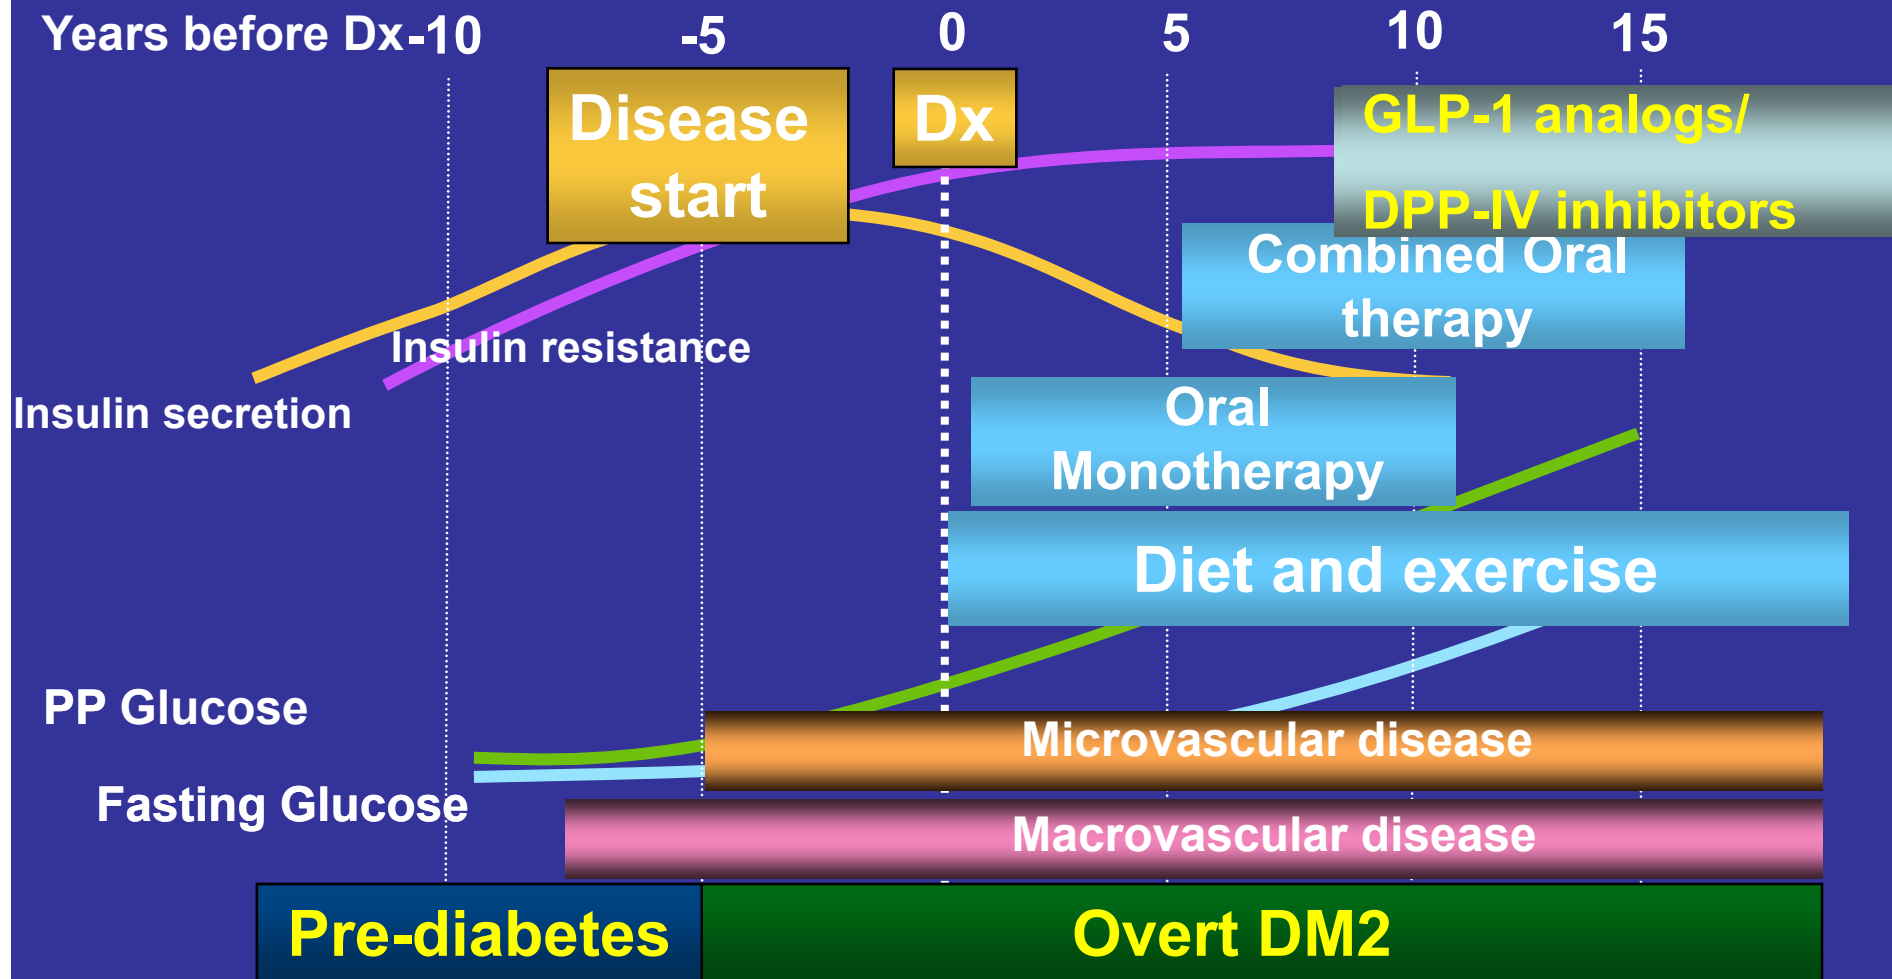 Years before Dx -10 -5 0 5 10 15
Disease
start
Dx
GLP-1 analogs/
DPP-IV inhibitors
Combined Oral
therapy
Insulin resistance
Insulin secretion
Oral
Monotherapy
Diet and exercise
PP Glucose
Microvascular disease
Fasting Glucose
Macrovascular disease
Pre-diabetes
Overt DM2